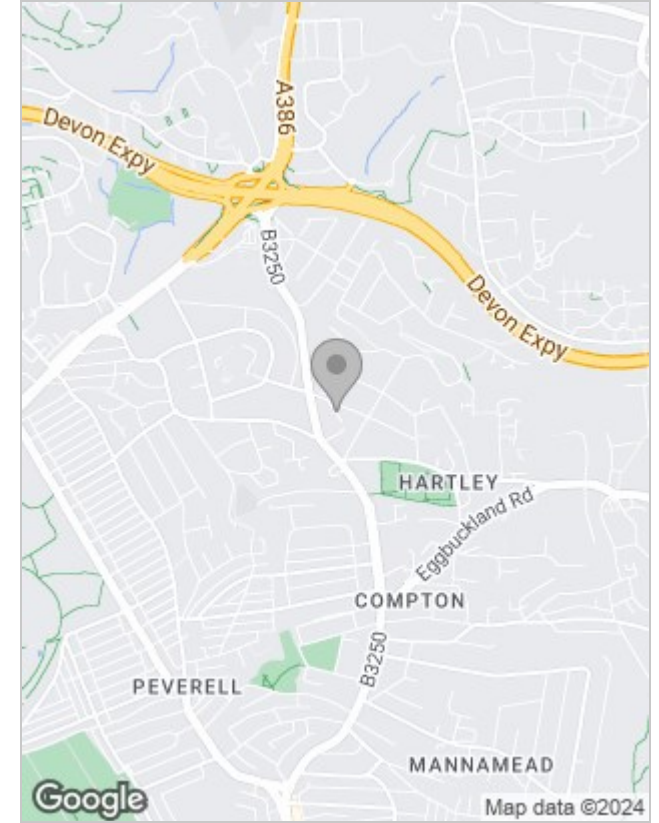 A386
Devon Expy
B3250
Devon Expy
HARTLEY
Eggbuckland Rd
COMPTON
B3250
PEVERELL
MANNAMEAD
Google
Map data ©2024